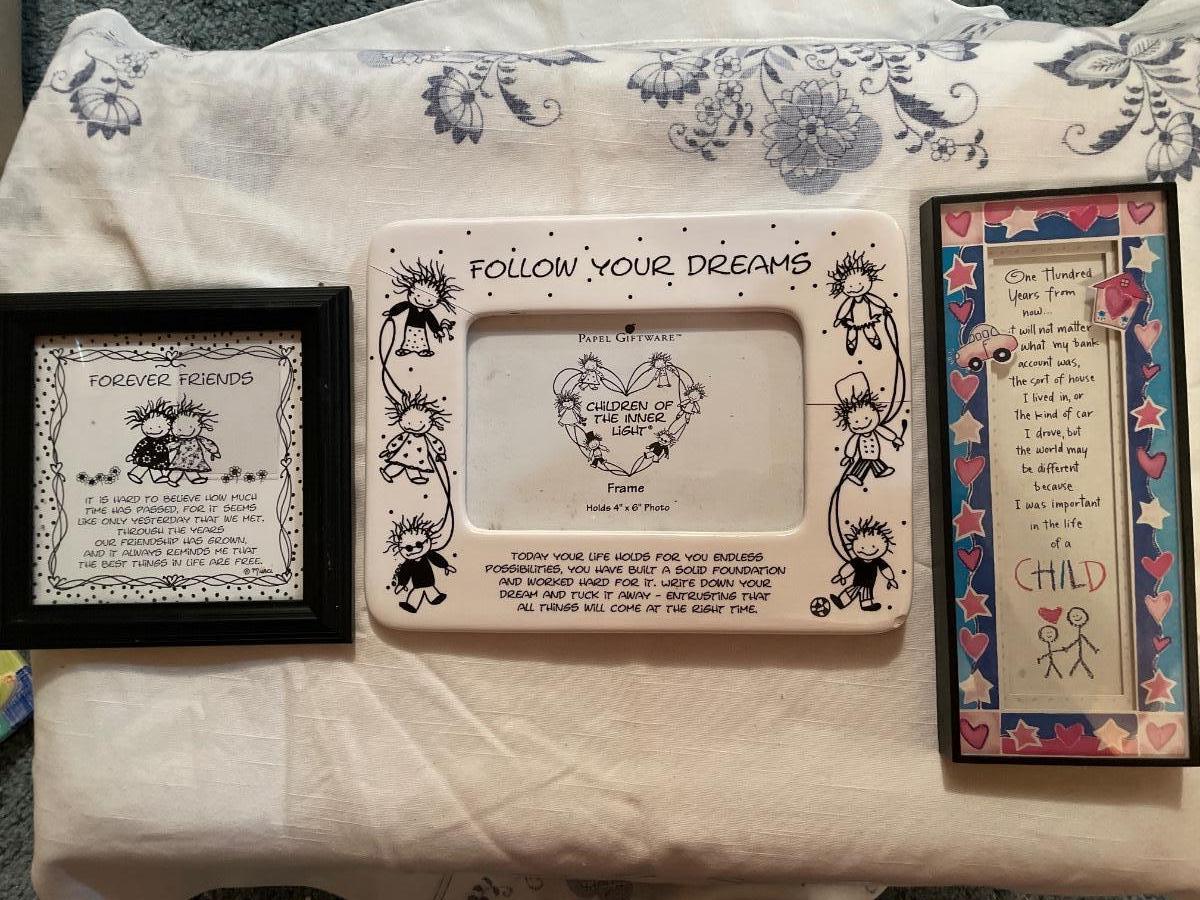 FOREVER FRIENDS
IT IS HARD TO BELIEVE HOW MUCH
TIME HAS PASSED, FOR IT SEEMS
LIKE ONLY YESTERDAY THAT WE MET.
THROUGH THE YEARS
OUR FRIENDSHIP HAS GROWN,
AND IT ALWAYS REMINDS ME THAT
THE BEST THINGS IN LIFE ARE FREE.
FOLLOW YOUR DREAMS
PAPEL GIFTWARE™
CHILDREN OF
THE INNER
LIGHT®
Frame
Holds 4" x 6" Photo
TODAY YOUR LIFE HOLDS FOR YOU ENDLESS
POSSIBILITIES, YOU HAVE BUILT A SOLID FOUNDATION
AND WORKED HARD FOR IT. WRITE DOWN YOUR
DREAM AND TUCK IT AWAY - ENTRUSTING THAT
ALL THINGS WILL COME AT THE RIGHT TIME.
One Hundred
Years from
now...
it will not matter
what my bank
account was,
the sort of house
I lived in, or
the kind of car
I drove, but
the world may
be different
because
I was important
in the life
of a
CHILD